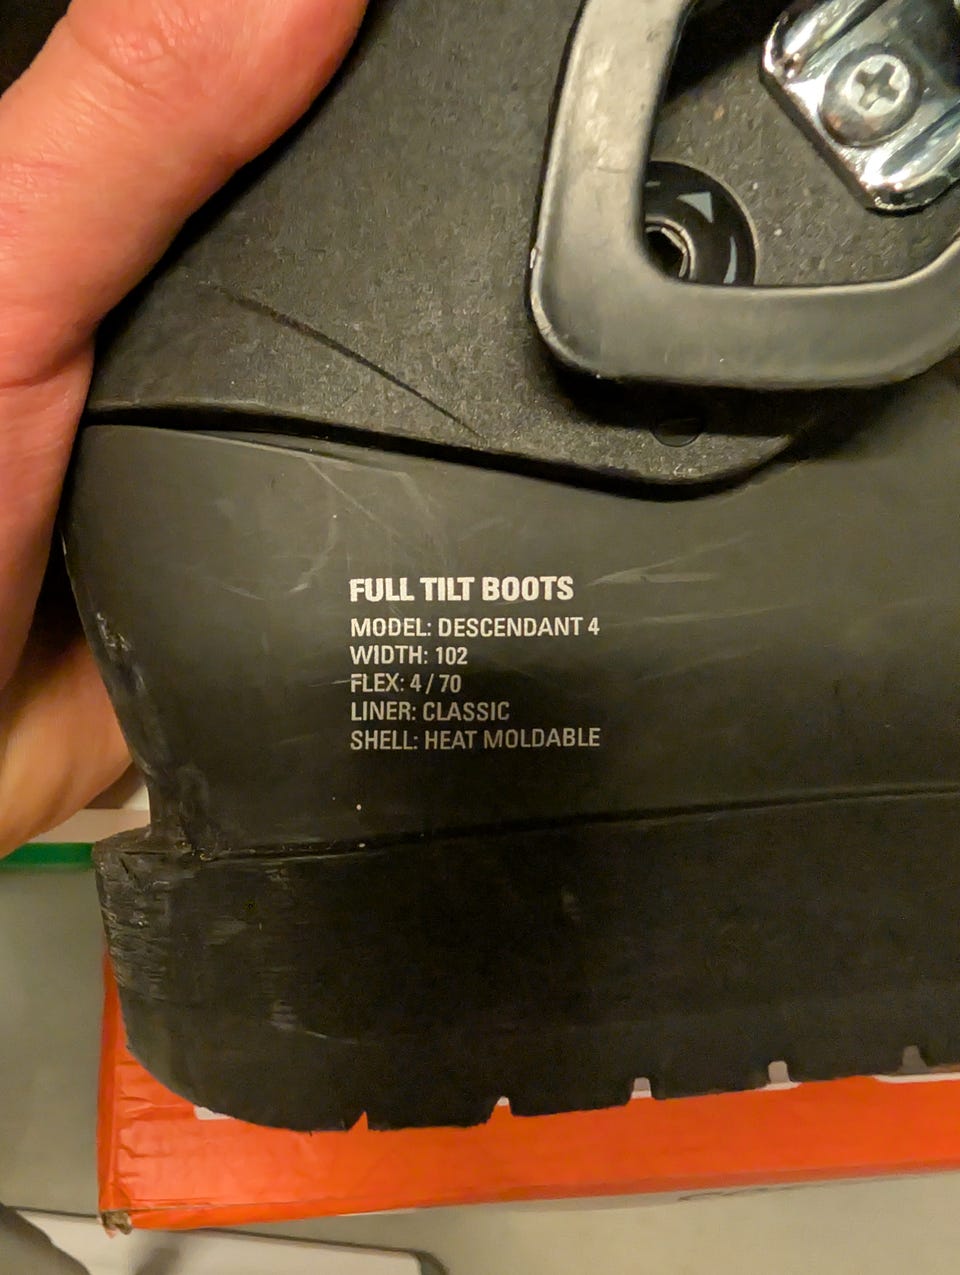 FULL TILT BOOTS
MODEL: DESCENDANT 4
WIDTH: 102
FLEX: 4 / 70
LINER: CLASSIC
SHELL: HEAT MOLDABLE